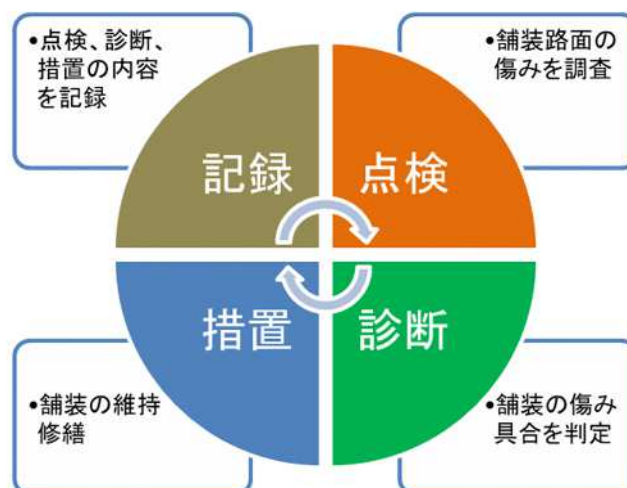 •点検、診断、
措置の内容
を記録
•舗装路面の
傷みを調査
記録
点検
措置
診断
•舗装の維持
修繕
•舗装の傷み
具合を判定